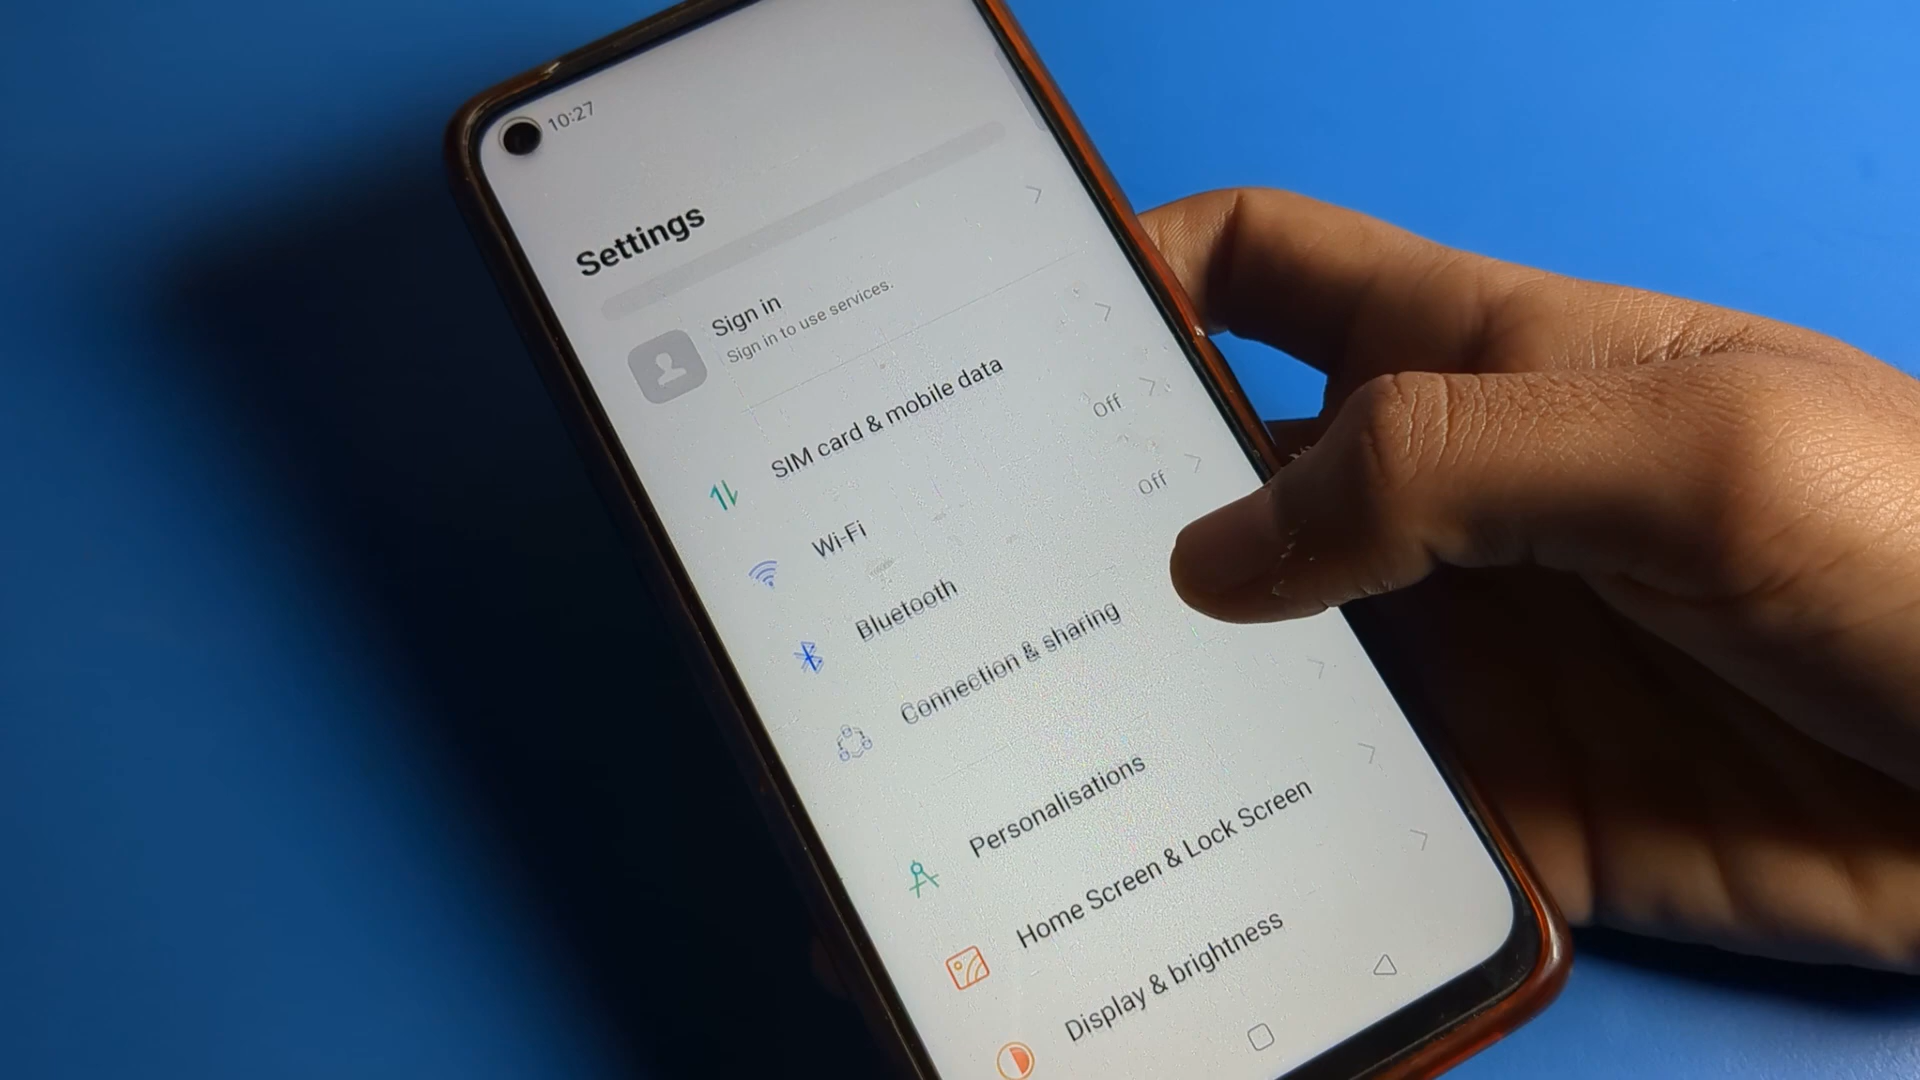 10:27
Settings
Sign in
Sign in to use services.
SIM card & mobile data
Wi-Fi
Off
Bluetooth
Off
Connection & sharing
Personalisations
Home Screen & Lock Screen
Display & brightness